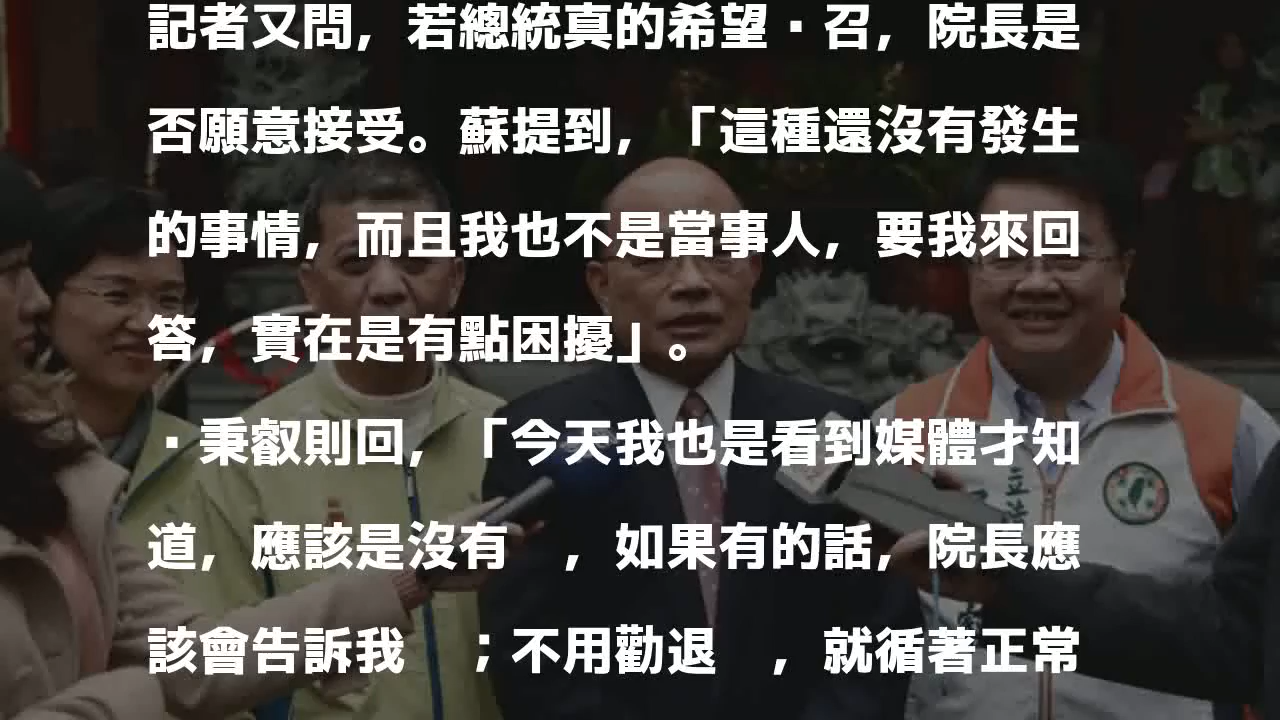 記者又問，若總統真的希望·召，院長是
否願意接受。蘇提到，「這種還沒有發生
的事情，而且我也不是當事人，要我來回
答，實在是有點困擾」。
·秉叡則回，「今天我也是看到媒體才知
道，應該是沒有　，如果有的話，院長應
該會告訴我　；不用勸退　，就循著正常
立法